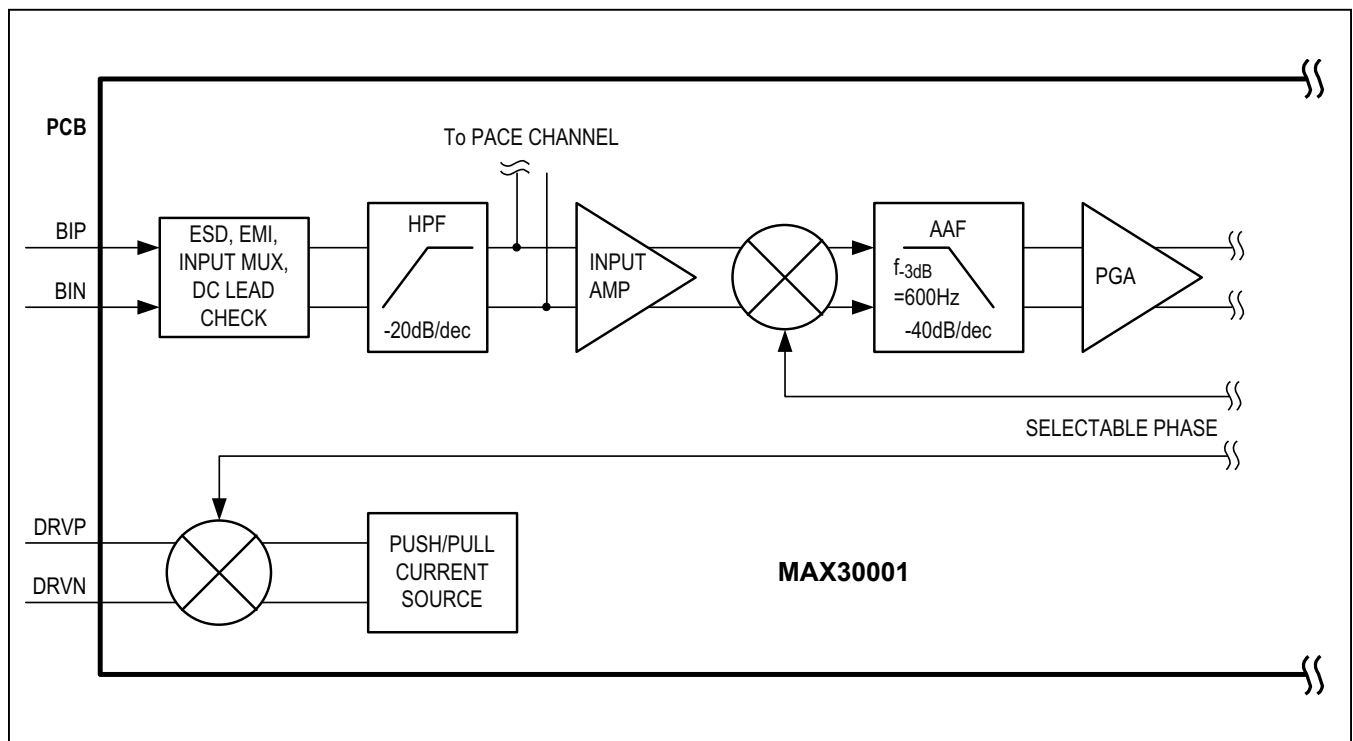 PCB
To PACE CHANNEL
BIP
BIN
ESD, EMI,
INPUT MUX,
DC LEAD
CHECK
HPF
-20dB/dec
INPUT
AMP
AAF
f-3dB
=600Hz
-40dB/dec
PGA
SELECTABLE PHASE
DRVP
DRVN
PUSH/PULL
CURRENT
SOURCE
MAX30001